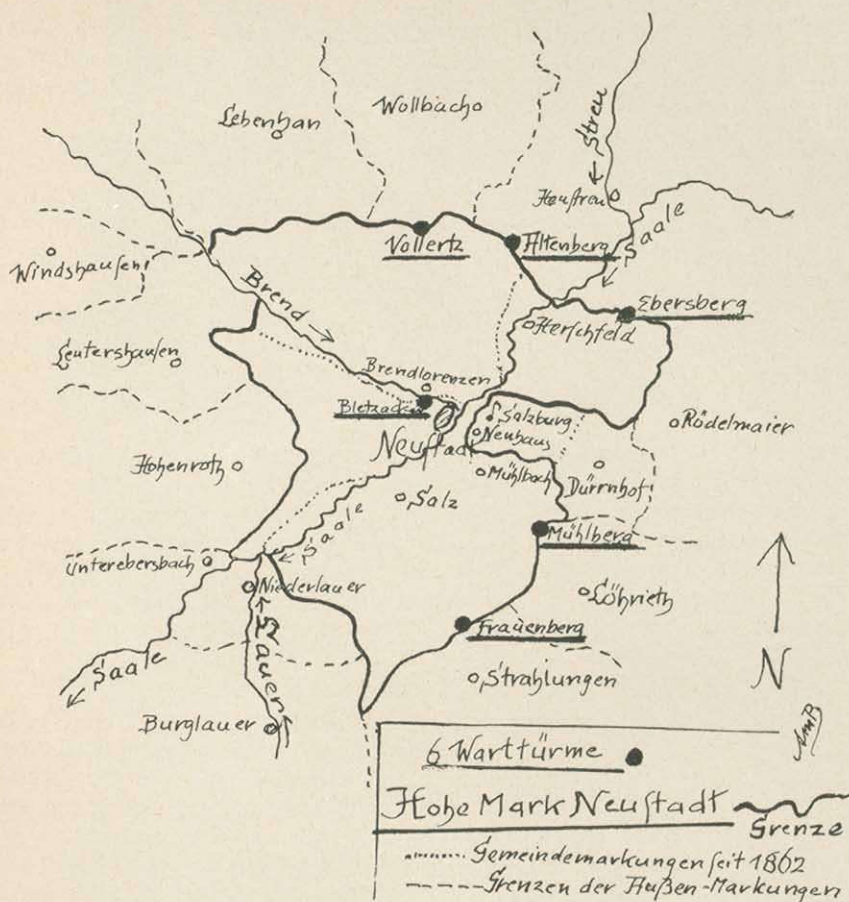 Wollbach
Lebenhan
← Streu
Heustreu
Saale
Vollertz
Altenberg
Windshausen
Brend →
Ebersberg
Herschfeld
Leutershausen
Brendlorenzen
Bletzacker
Salzburg
Neuhaus
Rödelmaier
Neustadt
Hohenroth
Mühlbach
Dürrnhof
Salz
Saale
Mühlberg
Unterebersbach
Niederlauer
Löhrieth
Frauenberg
← Saale
← Lauer
Strahlungen
N
Burglauer
AmB
6 Warttürme
Hohe Mark Neustadt
Grenze
Gemeindemarkungen seit 1862
Grenzen der Außen-Markungen